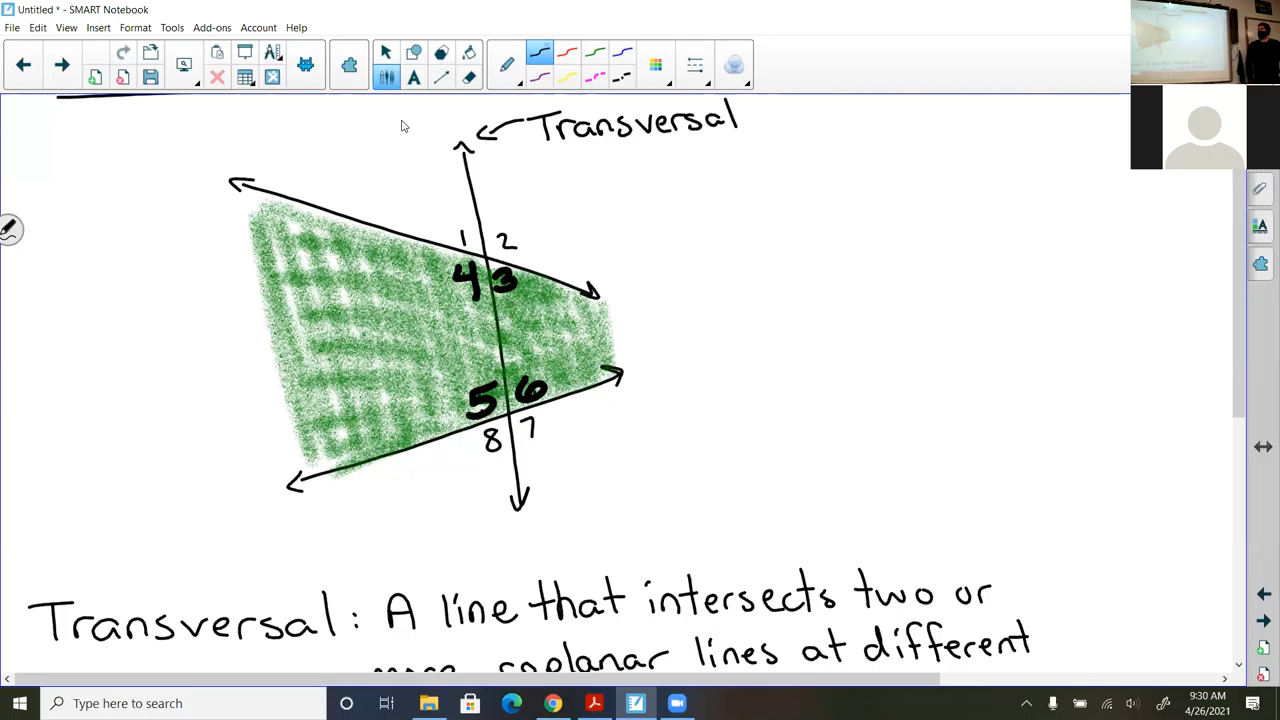 Untitled * - SMART Notebook
File Edit View Insert Format Tools Add-ons Account Help
Transversal
1 2
4 3
5 6
8 7
Transversal: A line that intersects two or
more coplanar lines at different
Type here to search
9:30 AM
4/26/2021